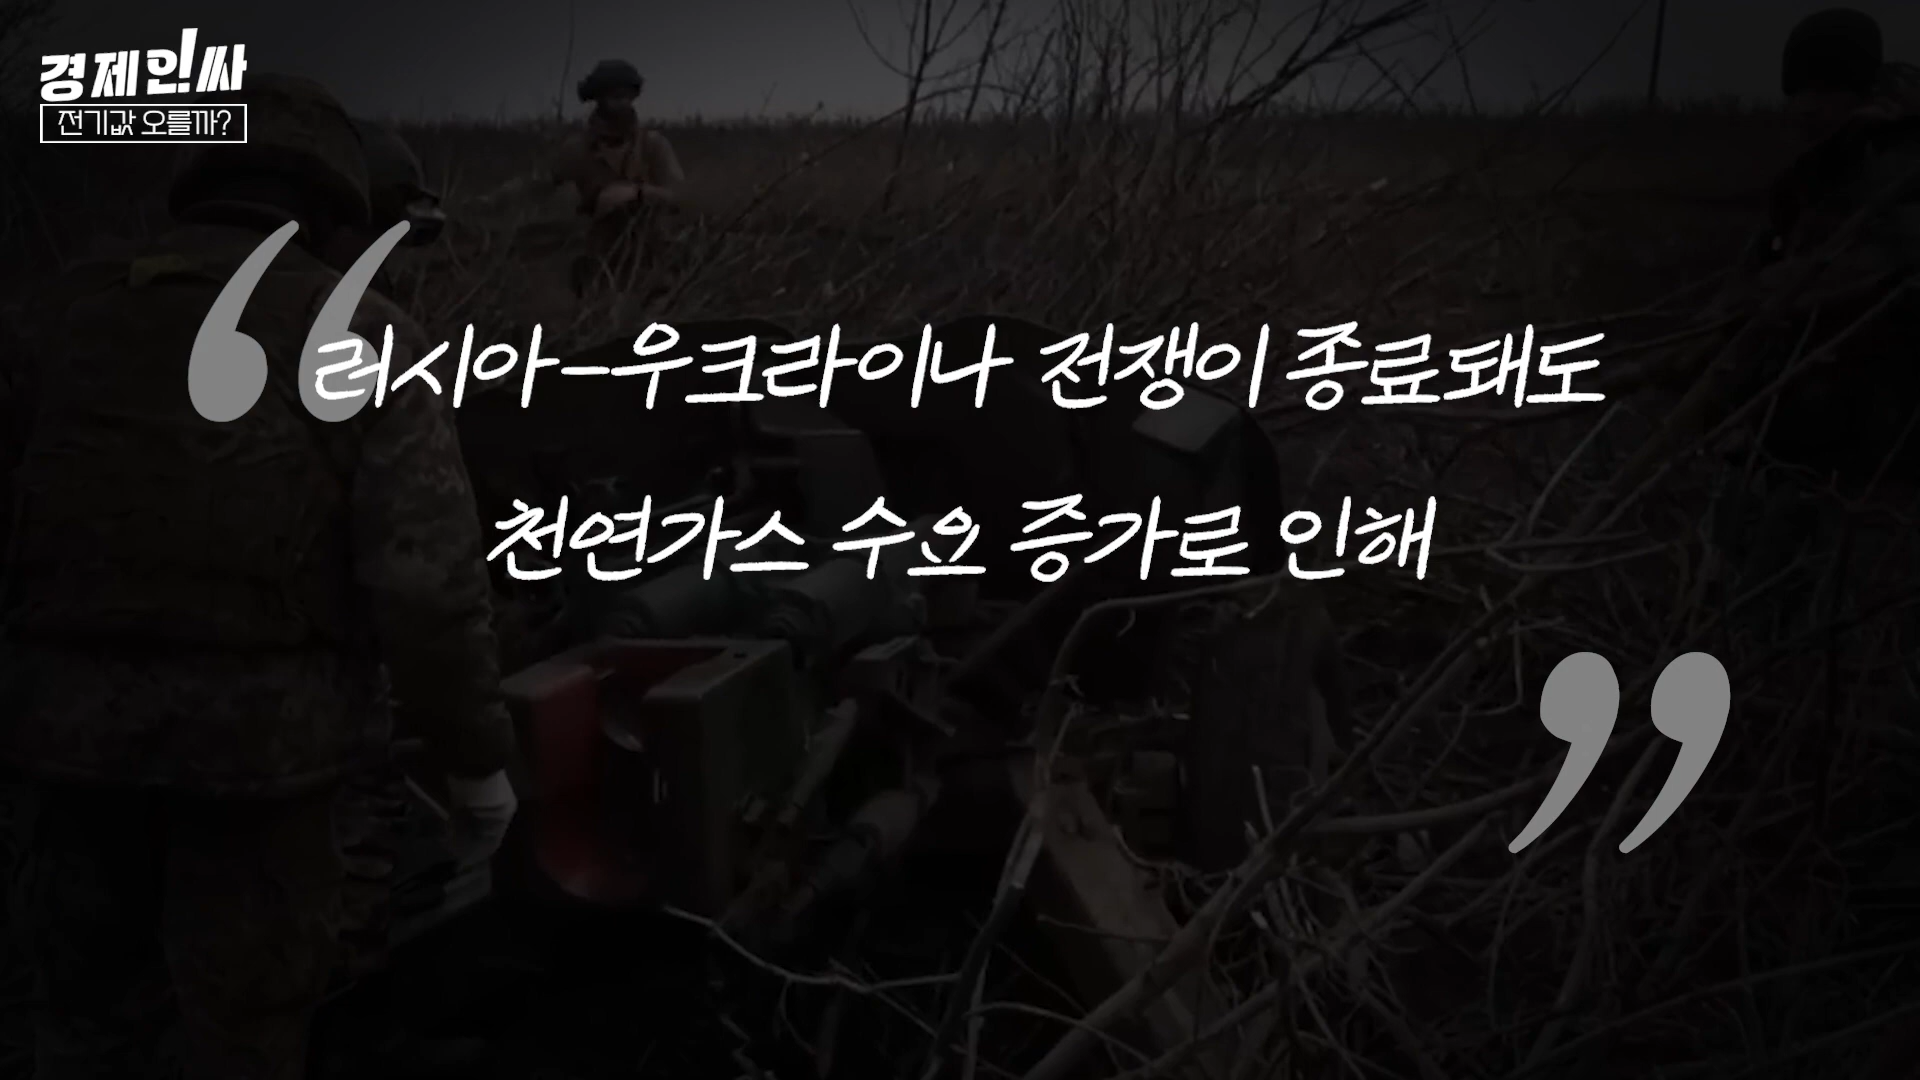 경제인싸
전기값 오를까?
“러시아-우크라이나 전쟁이 종료돼도
천연가스 수요 증가로 인해”